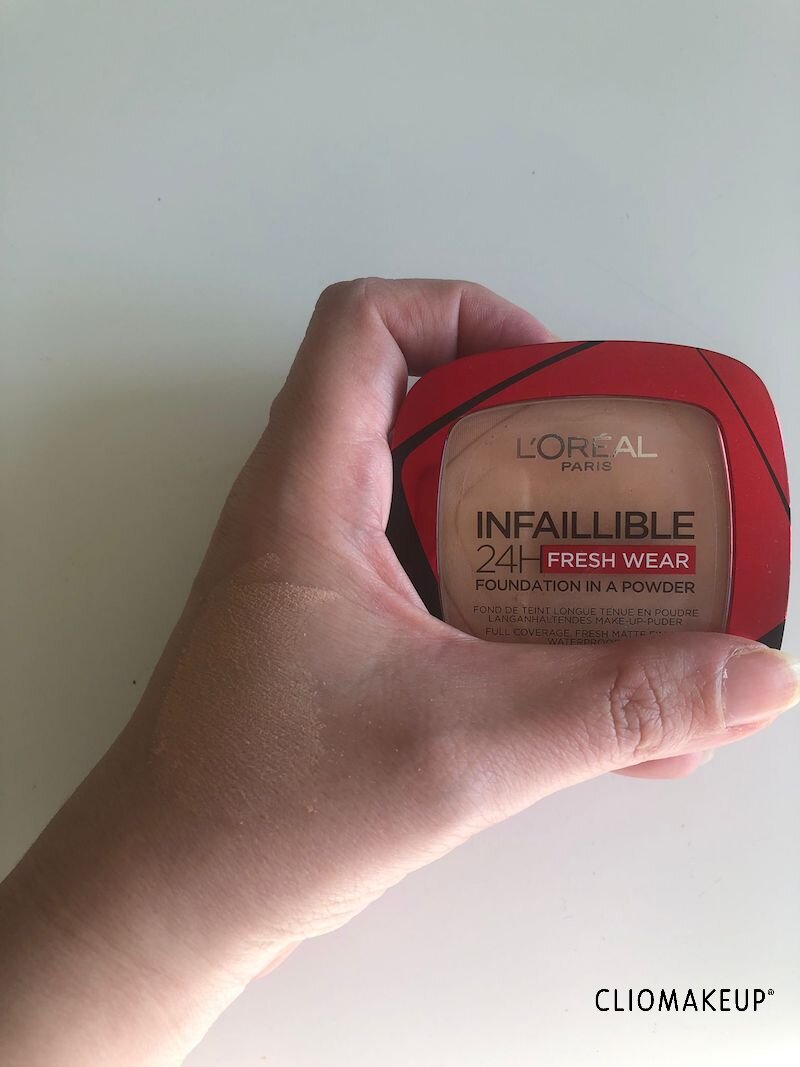 L'ORÉAL
PARIS
INFAILLIBLE
24H FRESH WEAR
FOUNDATION IN A POWDER
FOND DE TEINT LONGUE TENUE EN POUDRE
LANGANHALTENDES MAKE-UP-PUDER
FULL COVERAGE, FRESH MATTE
WATERPROOF
CLIOMAKEUP®